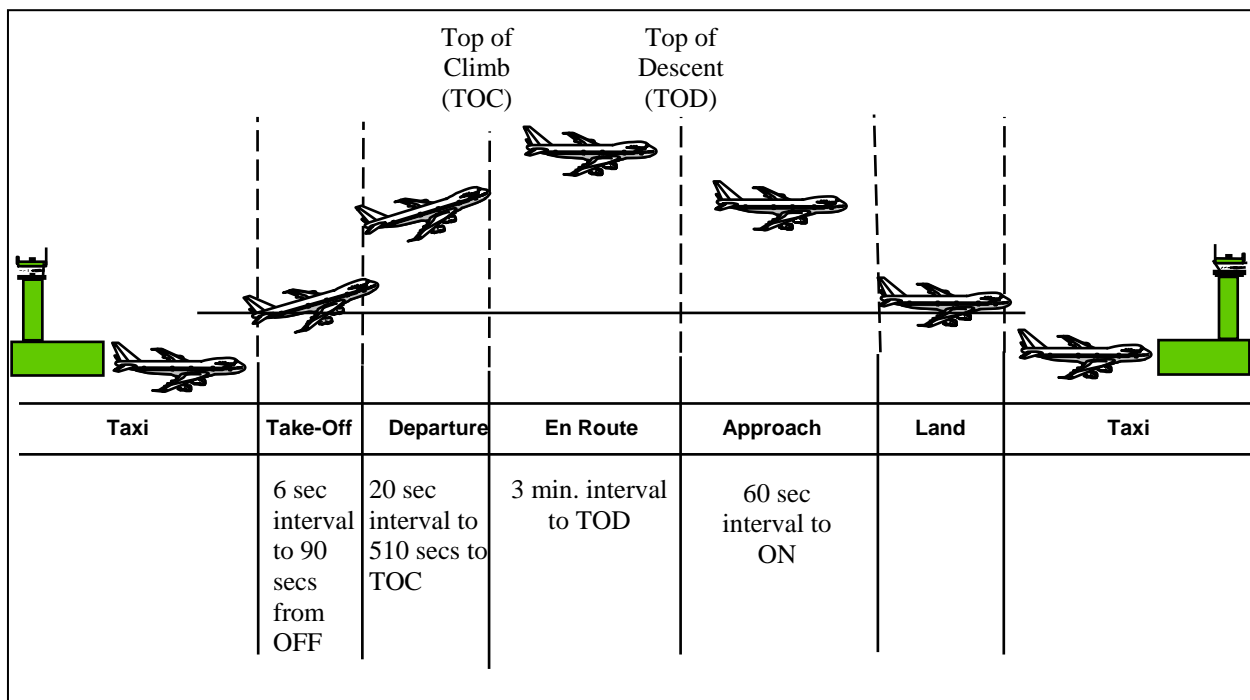 Top of
Climb
(TOC)
Top of
Descent
(TOD)
Taxi
Take-Off
Departure
En Route
Approach
Land
Taxi
6 sec
interval
to 90
secs
from
OFF
20 sec
interval to
510 secs to
TOC
3 min. interval
to TOD
60 sec
interval to
ON